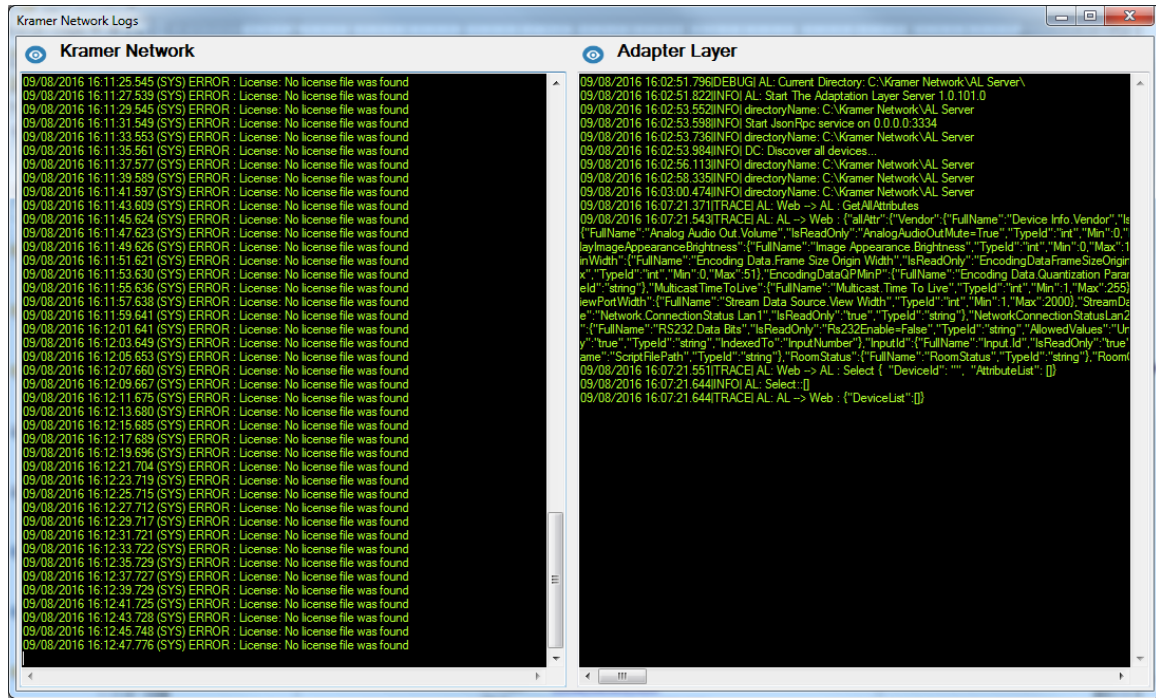 Kramer Network Logs
Kramer Network
09/08/2016 16:11:25.545 (SYS) ERROR : License: No license file was found
09/08/2016 16:11:27.539 (SYS) ERROR : License: No license file was found
09/08/2016 16:11:29.545 (SYS) ERROR : License: No license file was found
09/08/2016 16:11:31.549 (SYS) ERROR : License: No license file was found
09/08/2016 16:11:33.553 (SYS) ERROR : License: No license file was found
09/08/2016 16:11:35.561 (SYS) ERROR : License: No license file was found
09/08/2016 16:11:37.577 (SYS) ERROR : License: No license file was found
09/08/2016 16:11:39.589 (SYS) ERROR : License: No license file was found
09/08/2016 16:11:41.597 (SYS) ERROR : License: No license file was found
09/08/2016 16:11:43.609 (SYS) ERROR : License: No license file was found
09/08/2016 16:11:45.624 (SYS) ERROR : License: No license file was found
09/08/2016 16:11:47.623 (SYS) ERROR : License: No license file was found
09/08/2016 16:11:49.626 (SYS) ERROR : License: No license file was found
09/08/2016 16:11:51.621 (SYS) ERROR : License: No license file was found
09/08/2016 16:11:53.630 (SYS) ERROR : License: No license file was found
09/08/2016 16:11:55.636 (SYS) ERROR : License: No license file was found
09/08/2016 16:11:57.638 (SYS) ERROR : License: No license file was found
09/08/2016 16:11:59.641 (SYS) ERROR : License: No license file was found
09/08/2016 16:12:01.641 (SYS) ERROR : License: No license file was found
09/08/2016 16:12:03.649 (SYS) ERROR : License: No license file was found
09/08/2016 16:12:05.653 (SYS) ERROR : License: No license file was found
09/08/2016 16:12:07.660 (SYS) ERROR : License: No license file was found
09/08/2016 16:12:09.667 (SYS) ERROR : License: No license file was found
09/08/2016 16:12:11.675 (SYS) ERROR : License: No license file was found
09/08/2016 16:12:13.680 (SYS) ERROR : License: No license file was found
09/08/2016 16:12:15.685 (SYS) ERROR : License: No license file was found
09/08/2016 16:12:17.689 (SYS) ERROR : License: No license file was found
09/08/2016 16:12:19.696 (SYS) ERROR : License: No license file was found
09/08/2016 16:12:21.704 (SYS) ERROR : License: No license file was found
09/08/2016 16:12:23.719 (SYS) ERROR : License: No license file was found
09/08/2016 16:12:25.715 (SYS) ERROR : License: No license file was found
09/08/2016 16:12:27.712 (SYS) ERROR : License: No license file was found
09/08/2016 16:12:29.717 (SYS) ERROR : License: No license file was found
09/08/2016 16:12:31.721 (SYS) ERROR : License: No license file was found
09/08/2016 16:12:33.722 (SYS) ERROR : License: No license file was found
09/08/2016 16:12:35.729 (SYS) ERROR : License: No license file was found
09/08/2016 16:12:37.727 (SYS) ERROR : License: No license file was found
09/08/2016 16:12:39.729 (SYS) ERROR : License: No license file was found
09/08/2016 16:12:41.725 (SYS) ERROR : License: No license file was found
09/08/2016 16:12:43.728 (SYS) ERROR : License: No license file was found
09/08/2016 16:12:45.748 (SYS) ERROR : License: No license file was found
09/08/2016 16:12:47.776 (SYS) ERROR : License: No license file was found
Adapter Layer
09/08/2016 16:02:51.796|DEBUG| AL: Current Directory: C:\Kramer Network\AL Server\
09/08/2016 16:02:51.822|INFO| AL: Start The Adaptation Layer Server 1.0.101.0
09/08/2016 16:02:53.552|INFO| directoryName: C:\Kramer Network\AL Server
09/08/2016 16:02:53.598|INFO| Start JsonRpc service on 0.0.0.0:3334
09/08/2016 16:02:53.736|INFO| directoryName: C:\Kramer Network\AL Server
09/08/2016 16:02:53.984|INFO| DC: Discover all devices...
09/08/2016 16:02:56.113|INFO| directoryName: C:\Kramer Network\AL Server
09/08/2016 16:02:58.335|INFO| directoryName: C:\Kramer Network\AL Server
09/08/2016 16:03:00.474|INFO| directoryName: C:\Kramer Network\AL Server
09/08/2016 16:07:21.371|TRACE| AL: Web --> AL : GetAllAttributes
09/08/2016 16:07:21.543|TRACE| AL: AL --> Web : {"allAttr":{"Vendor":{"FullName":"Device Info.Vendor","Is
{"FullName":"Analog Audio Out.Volume","IsReadOnly":"AnalogAudioOutMute=True","TypeId":"int","Min":0,"
layImageAppearanceBrightness":{"FullName":"Image Appearance.Brightness","TypeId":"int","Min":0,"Max":1
inWidth":{"FullName":"Encoding Data.Frame Size Origin Width","IsReadOnly":"EncodingDataFrameSizeOrigin
x","TypeId":"int","Min":0,"Max":51},"EncodingDataQPMinP":{"FullName":"Encoding Data.Quantization Parar
eId":"string"},"MulticastTimeToLive":{"FullName":"Multicast.Time To Live","TypeId":"int","Min":1,"Max":255}
iewPortWidth":{"FullName":"Stream Data Source.View Width","TypeId":"int","Min":1,"Max":2000},"StreamDa
e":"Network.ConnectionStatus Lan1","IsReadOnly":"true","TypeId":"string"},"NetworkConnectionStatusLan2
":{"FullName":"RS232.Data Bits","IsReadOnly":"Rs232Enable=False","TypeId":"string","AllowedValues":"Un
y":"true","TypeId":"string","IndexedTo":"InputNumber"},"InputId":{"FullName":"Input.Id","IsReadOnly":"true"
ame":"ScriptFilePath","TypeId":"string"},"RoomStatus":{"FullName":"RoomStatus","TypeId":"string"},"Room
09/08/2016 16:07:21.551|TRACE| AL: Web --> AL : Select { "DeviceId": "", "AttributeList": []}
09/08/2016 16:07:21.644|INFO| AL: Select::[]
09/08/2016 16:07:21.644|TRACE| AL: AL --> Web : {"DeviceList":[]}